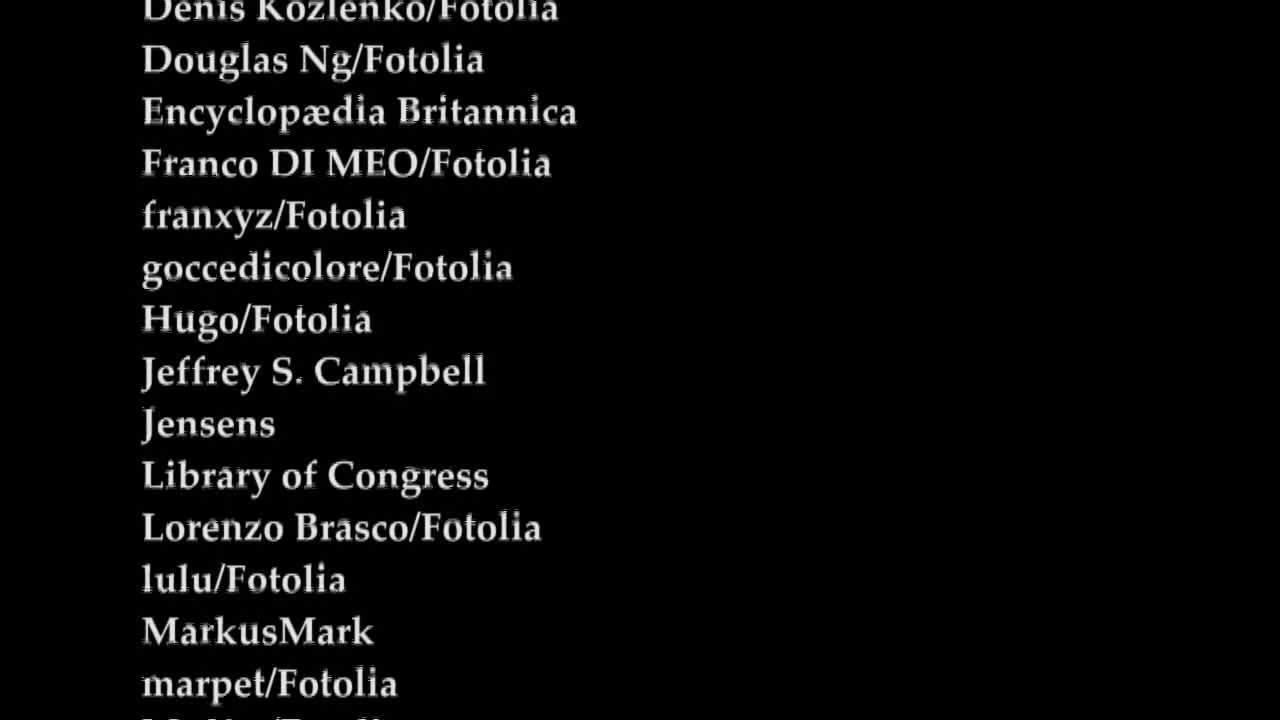 Denis Kozlenko/Fotolia
Douglas Ng/Fotolia
Encyclopædia Britannica
Franco DI MEO/Fotolia
franxyz/Fotolia
goccedicolore/Fotolia
Hugo/Fotolia
Jeffrey S. Campbell
Jensens
Library of Congress
Lorenzo Brasco/Fotolia
lulu/Fotolia
MarkusMark
marpet/Fotolia